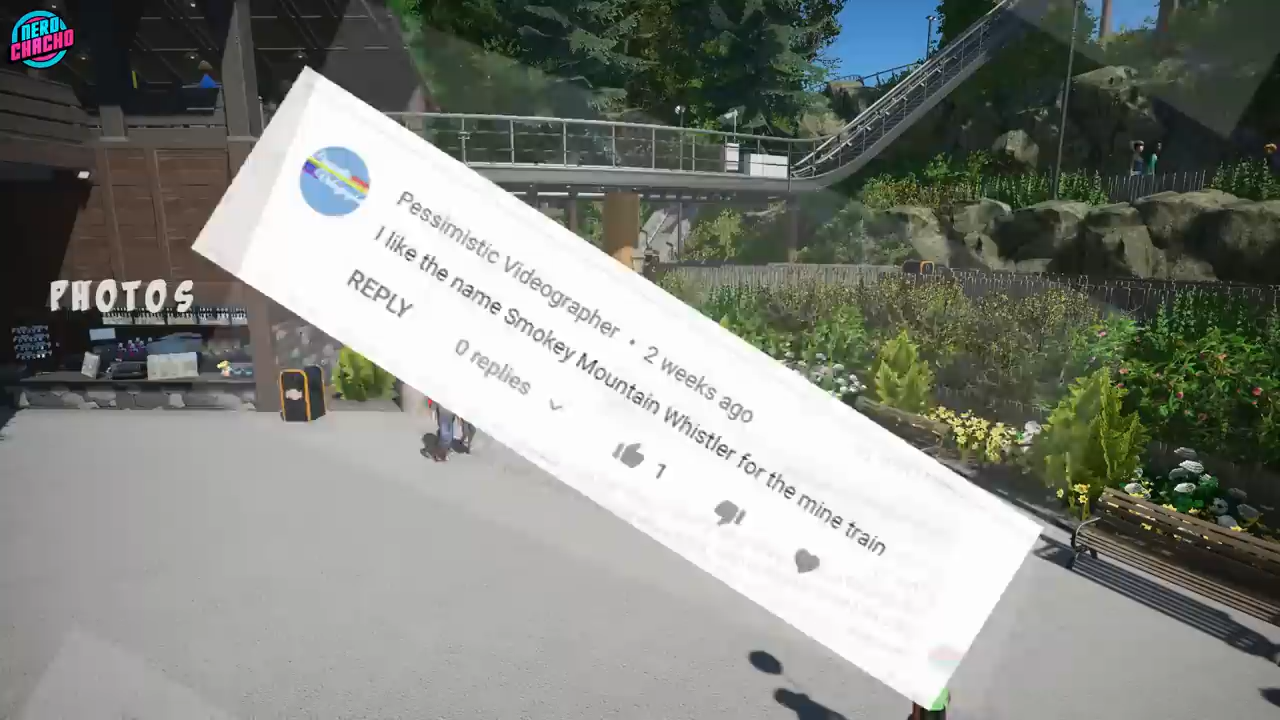 NERD
CHACHO
PHOTOS
Pessimistic Videographer • 2 weeks ago
I like the name Smokey Mountain Whistler for the mine train
REPLY
0 replies
1